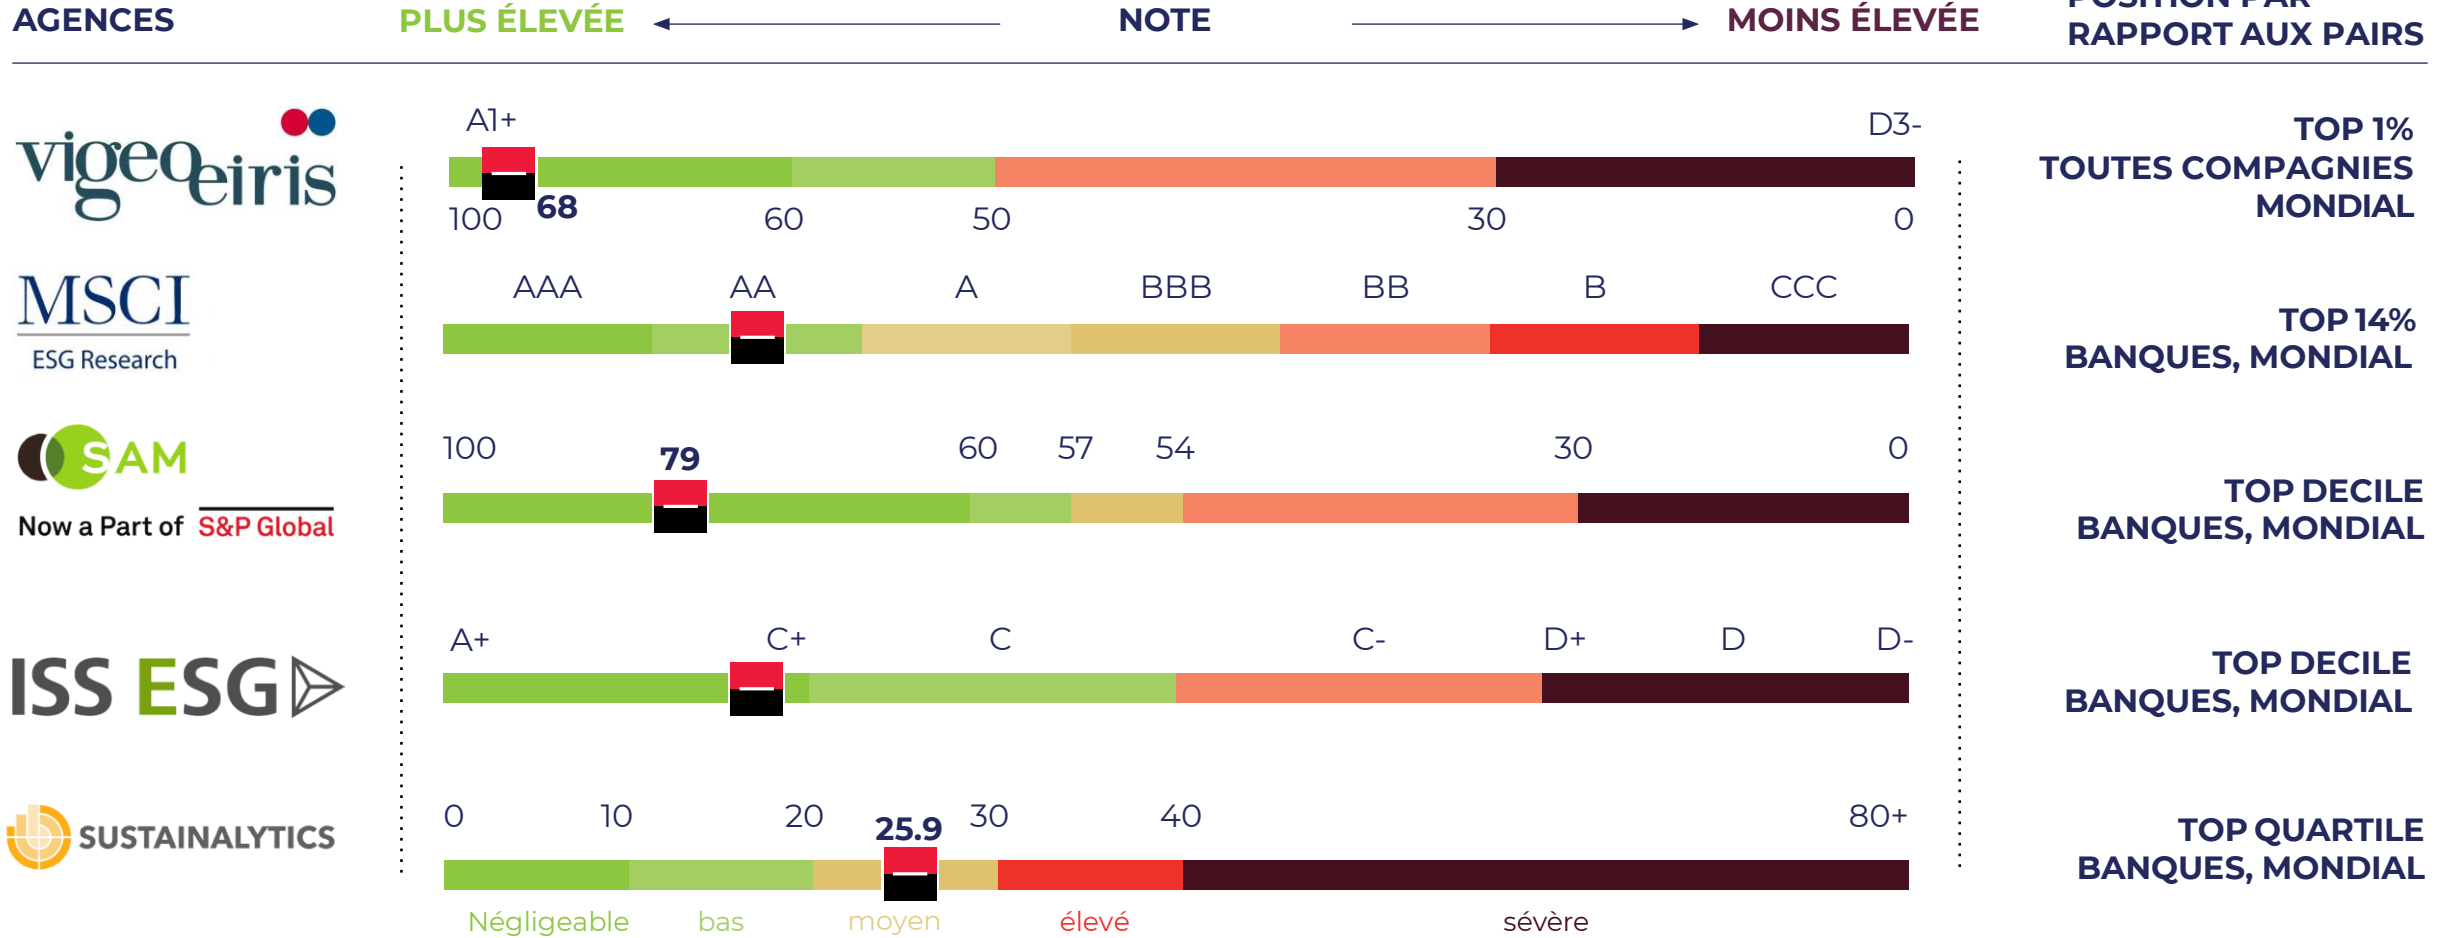 AGENCES PLUS ÉLEVÉE NOTE MOINS ÉLEVÉE POSITION PAR
RAPPORT AUX PAIRS
vigeoeiris
A1+ D3-
68
100 60 50 30 0
TOP 1%
TOUTES COMPAGNIES
MONDIAL
MSCI
ESG Research
AAA AA A BBB BB B CCC
TOP 14%
BANQUES, MONDIAL
SAM
Now a Part of S&P Global
100 79 60 57 54 30 0
TOP DECILE
BANQUES, MONDIAL
ISS ESG
A+ C+ C C- D+ D D-
TOP DECILE
BANQUES, MONDIAL
SUSTAINALYTICS
0 10 20 25.9 30 40 80+
Négligeable bas moyen élevé sévère
TOP QUARTILE
BANQUES, MONDIAL